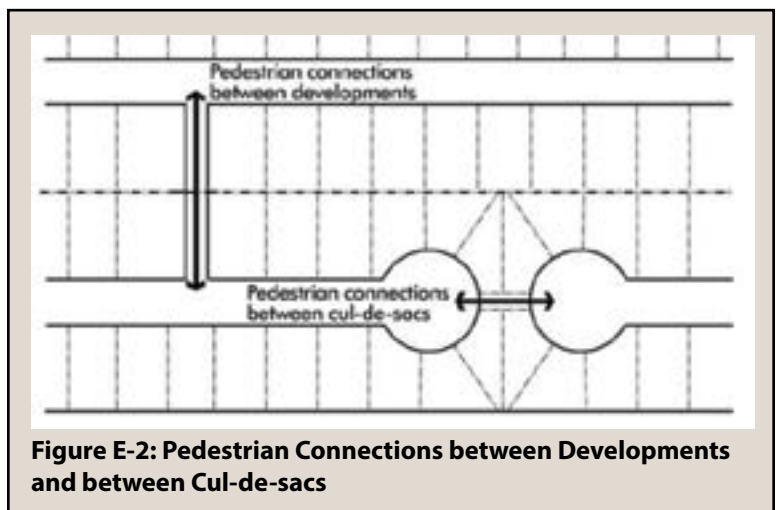 Pedestrian connections
between developments
Pedestrian connections
between cul-de-sacs
Figure E-2: Pedestrian Connections between Developments
and between Cul-de-sacs